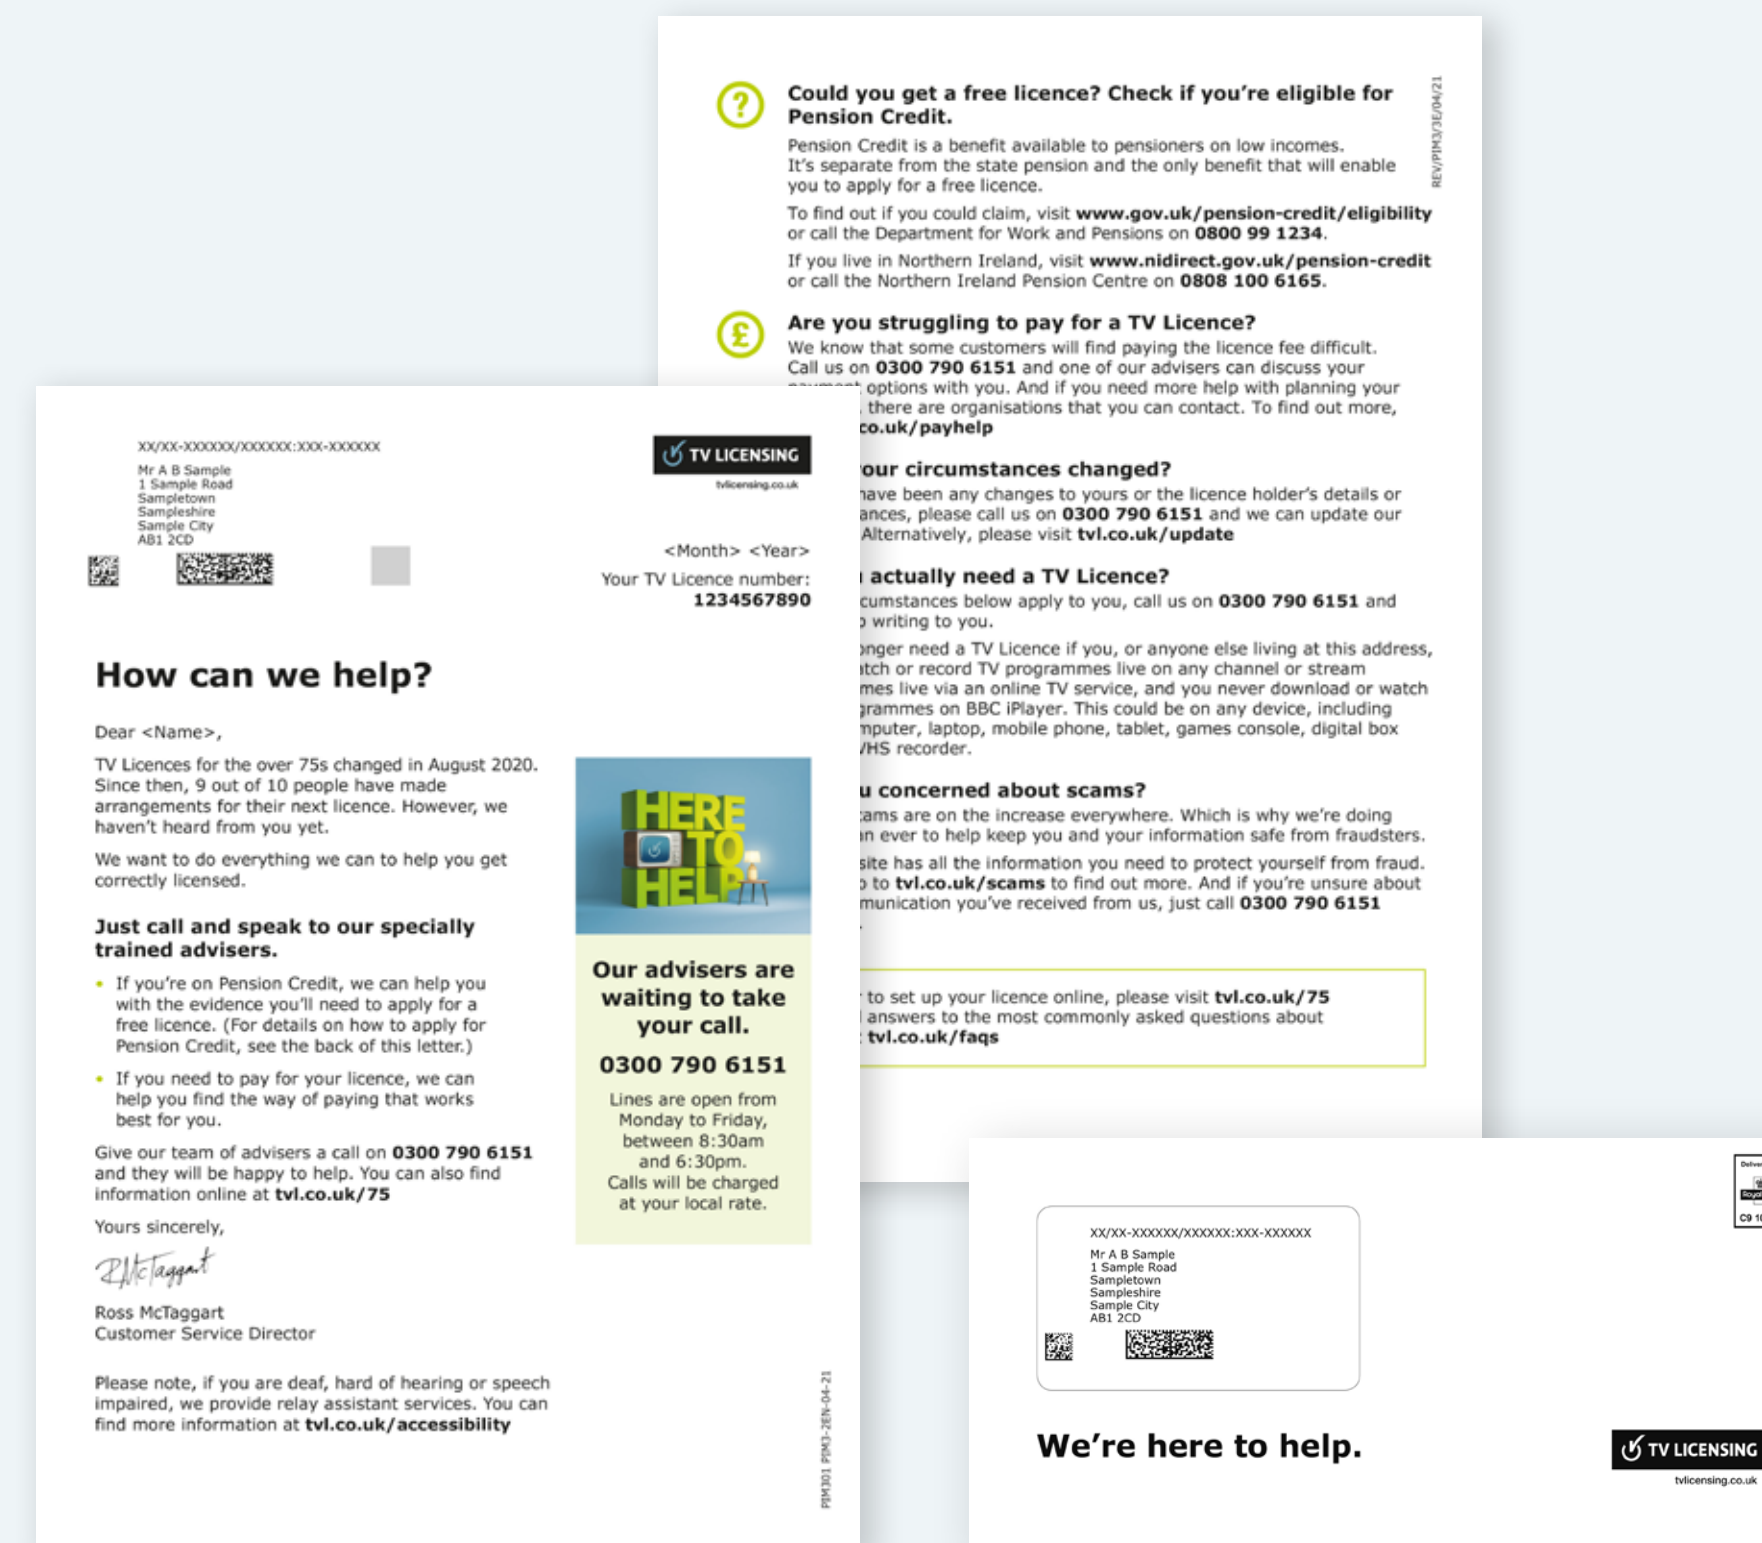 Could you get a free licence? Check if you're eligible for
Pension Credit.
Pension Credit is a benefit available to pensioners on low incomes.
It's separate from the state pension and the only benefit that will enable
you to apply for a free licence.
To find out if you could claim, visit www.gov.uk/pension-credit/eligibility
or call the Department for Work and Pensions on 0800 99 1234.
If you live in Northern Ireland, visit www.nidirect.gov.uk/pension-credit
or call the Northern Ireland Pension Centre on 0808 100 6165.
REV/PIM3/3E/04/21
Are you struggling to pay for a TV Licence?
We know that some customers will find paying the licence fee difficult.
Call us on 0300 790 6151 and one of our advisers can discuss your
options with you. And if you need more help with planning your
there are organisations that you can contact. To find out more,
co.uk/payhelp
our circumstances changed?
have been any changes to yours or the licence holder's details or
ances, please call us on 0300 790 6151 and we can update our
Alternatively, please visit tvl.co.uk/update
actually need a TV Licence?
cumstances below apply to you, call us on 0300 790 6151 and
writing to you.
onger need a TV Licence if you, or anyone else living at this address,
tch or record TV programmes live on any channel or stream
mes live via an online TV service, and you never download or watch
grammes on BBC iPlayer. This could be on any device, including
mputer, laptop, mobile phone, tablet, games console, digital box
VHS recorder.
u concerned about scams?
ams are on the increase everywhere. Which is why we're doing
n ever to help keep you and your information safe from fraudsters.
site has all the information you need to protect yourself from fraud.
to tvl.co.uk/scams to find out more. And if you're unsure about
munication you've received from us, just call 0300 790 6151
to set up your licence online, please visit tvl.co.uk/75
answers to the most commonly asked questions about
tvl.co.uk/faqs
XX/XX-XXXXXX/XXXXXX:XXX-XXXXXX
Mr A B Sample
1 Sample Road
Sampletown
Sampleshire
Sample City
AB1 2CD
TV LICENSING
tvlicensing.co.uk
<Month> <Year>
Your TV Licence number:
1234567890
How can we help?
Dear <Name>,
TV Licences for the over 75s changed in August 2020.
Since then, 9 out of 10 people have made
arrangements for their next licence. However, we
haven't heard from you yet.
We want to do everything we can to help you get
correctly licensed.
Just call and speak to our specially
trained advisers.
• If you're on Pension Credit, we can help you
with the evidence you'll need to apply for a
free licence. (For details on how to apply for
Pension Credit, see the back of this letter.)
• If you need to pay for your licence, we can
help you find the way of paying that works
best for you.
Give our team of advisers a call on 0300 790 6151
and they will be happy to help. You can also find
information online at tvl.co.uk/75
Yours sincerely,
RMcTaggart
Ross McTaggart
Customer Service Director
Please note, if you are deaf, hard of hearing or speech
impaired, we provide relay assistant services. You can
find more information at tvl.co.uk/accessibility
HERE
TO
HELP
Our advisers are
waiting to take
your call.
0300 790 6151
Lines are open from
Monday to Friday,
between 8:30am
and 6:30pm.
Calls will be charged
at your local rate.
PIM301 PIM3-2EN-04-21
XX/XX-XXXXXX/XXXXXX:XXX-XXXXXX
Mr A B Sample
1 Sample Road
Sampletown
Sampleshire
Sample City
AB1 2CD
Deliver
Royal
C9 10
We're here to help.
TV LICENSING
tvlicensing.co.uk